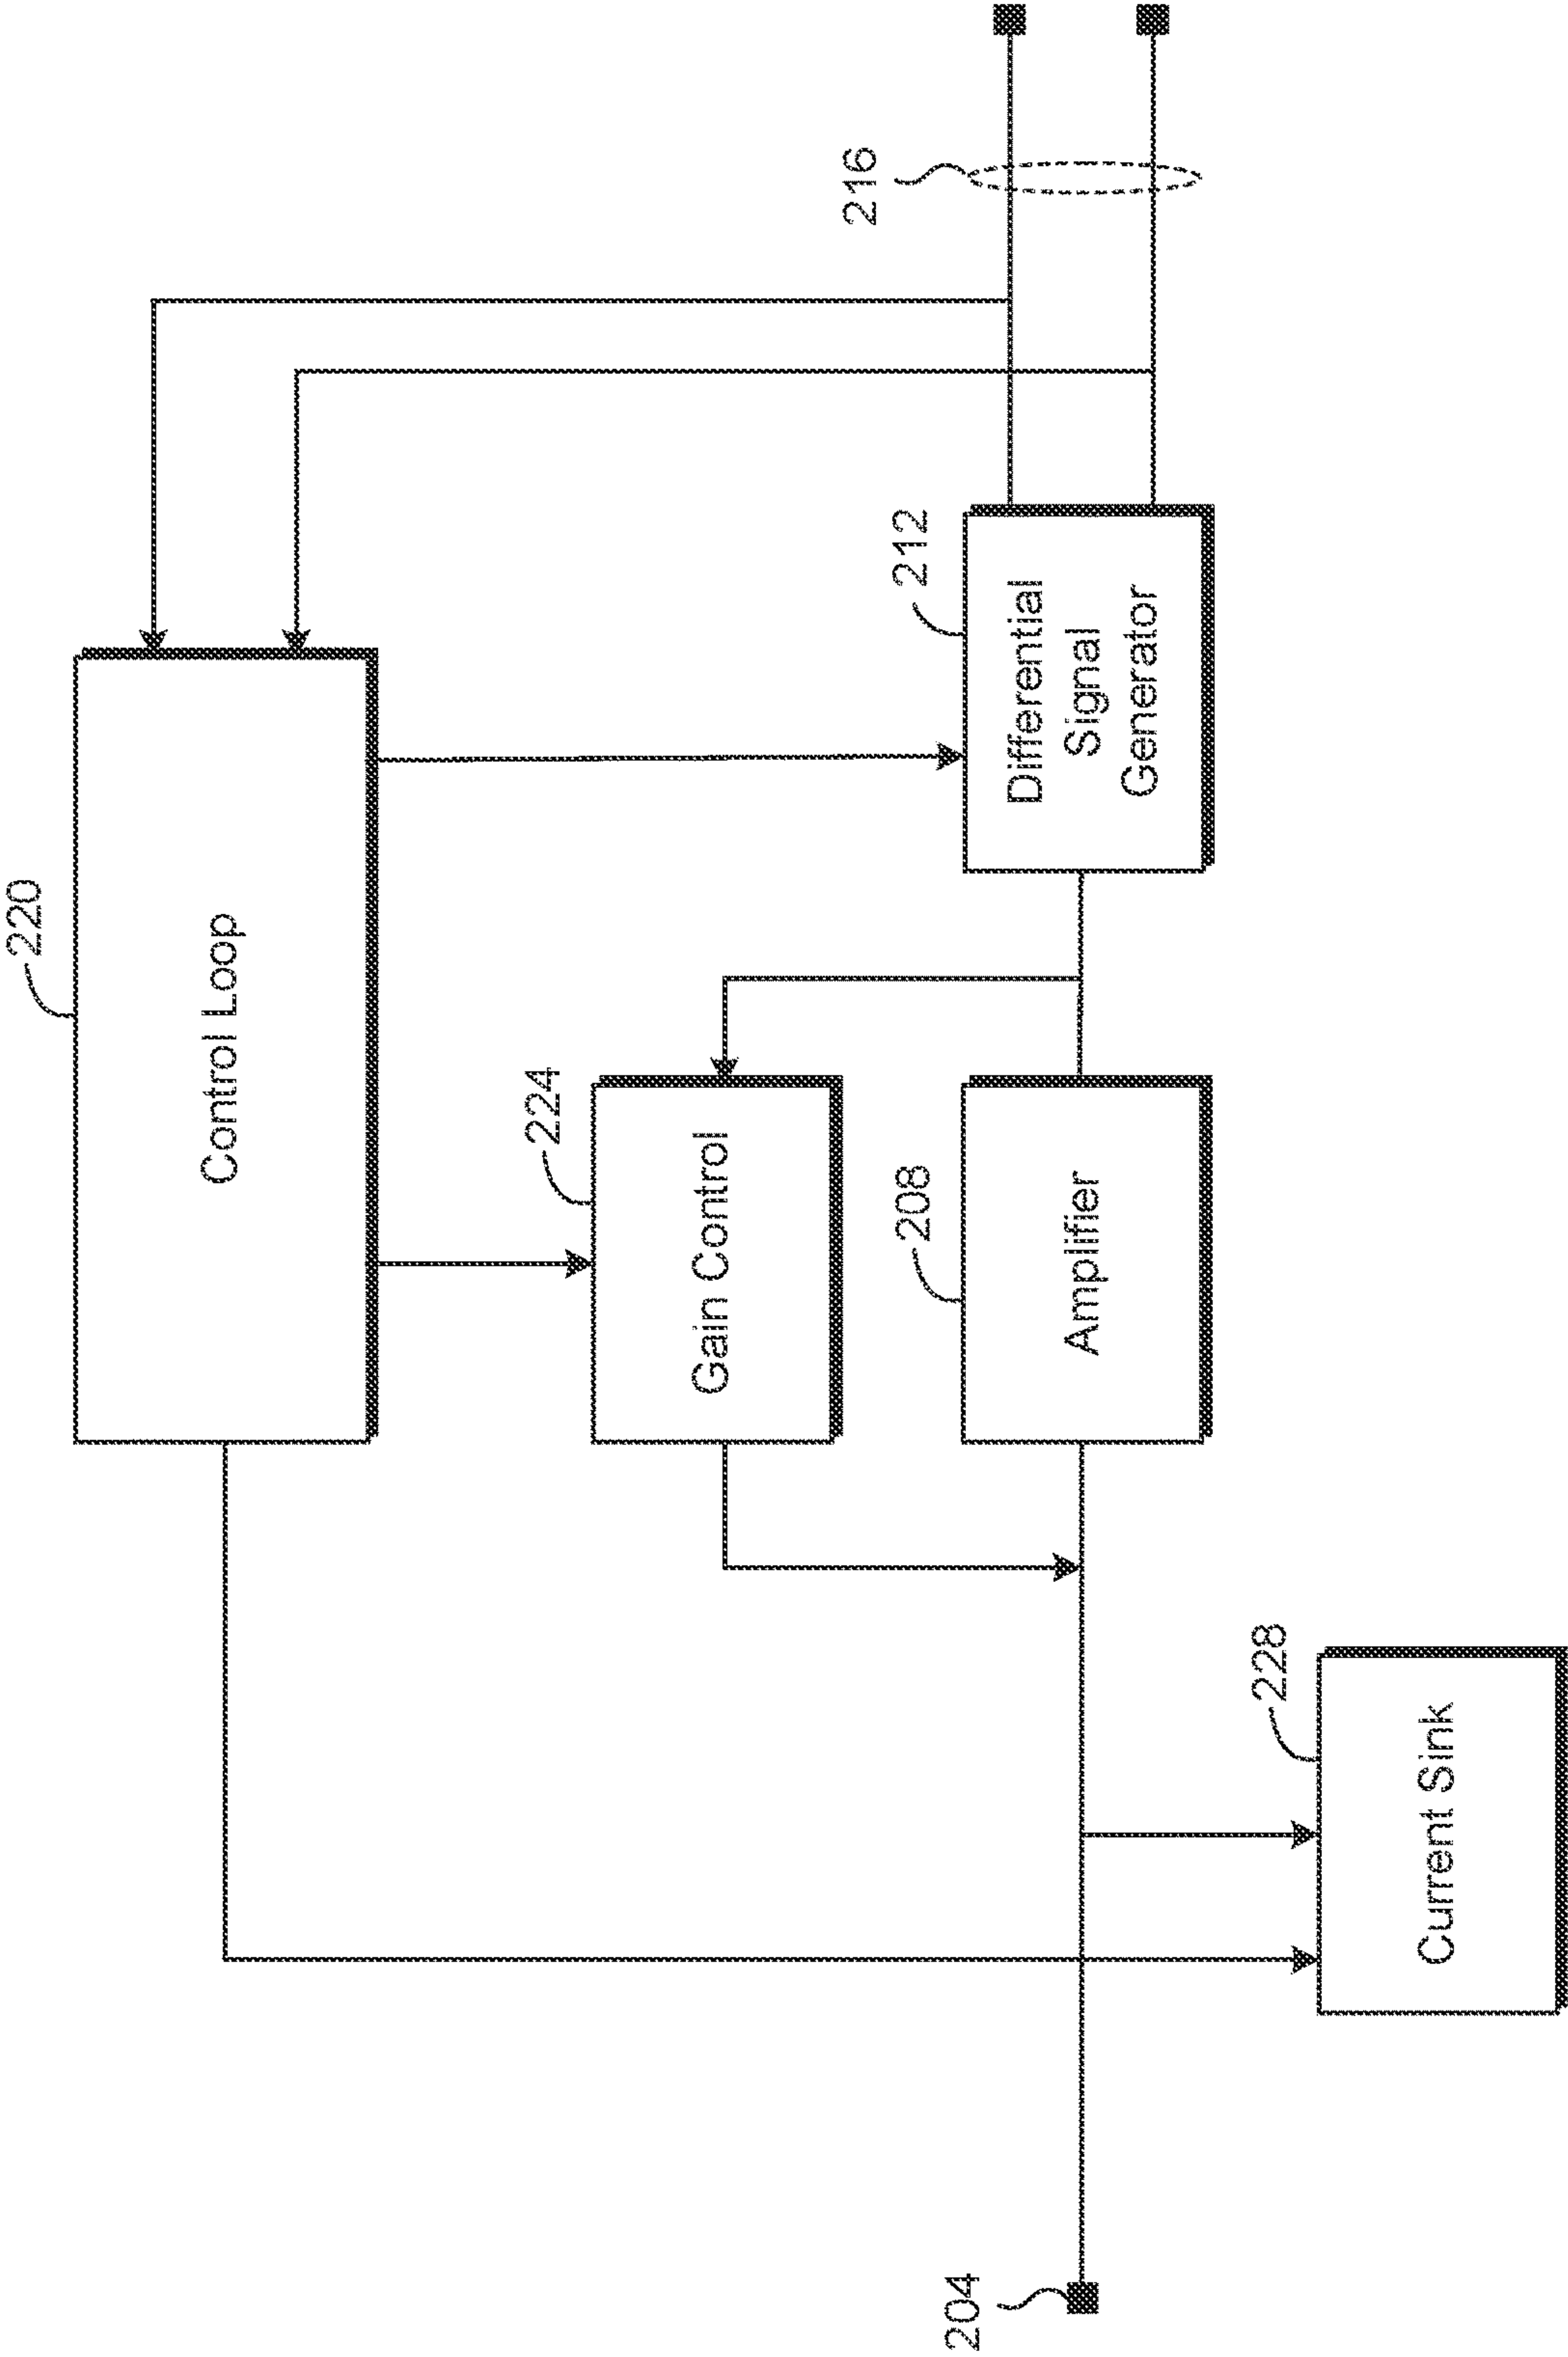 220
Control Loop
224
Gain Control
216
212
Differential
Signal
Generator
208
Amplifier
204
228
Current Sink